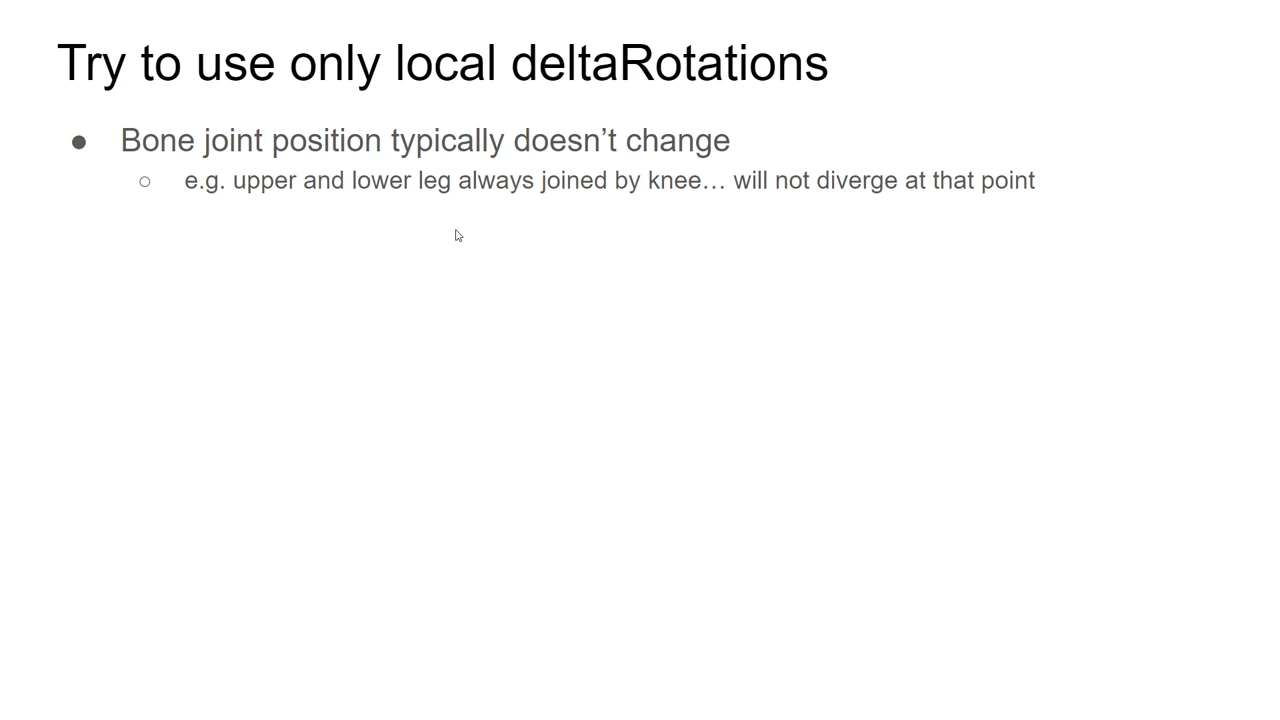 Try to use only local deltaRotations
● Bone joint position typically doesn’t change
○ e.g. upper and lower leg always joined by knee… will not diverge at that point